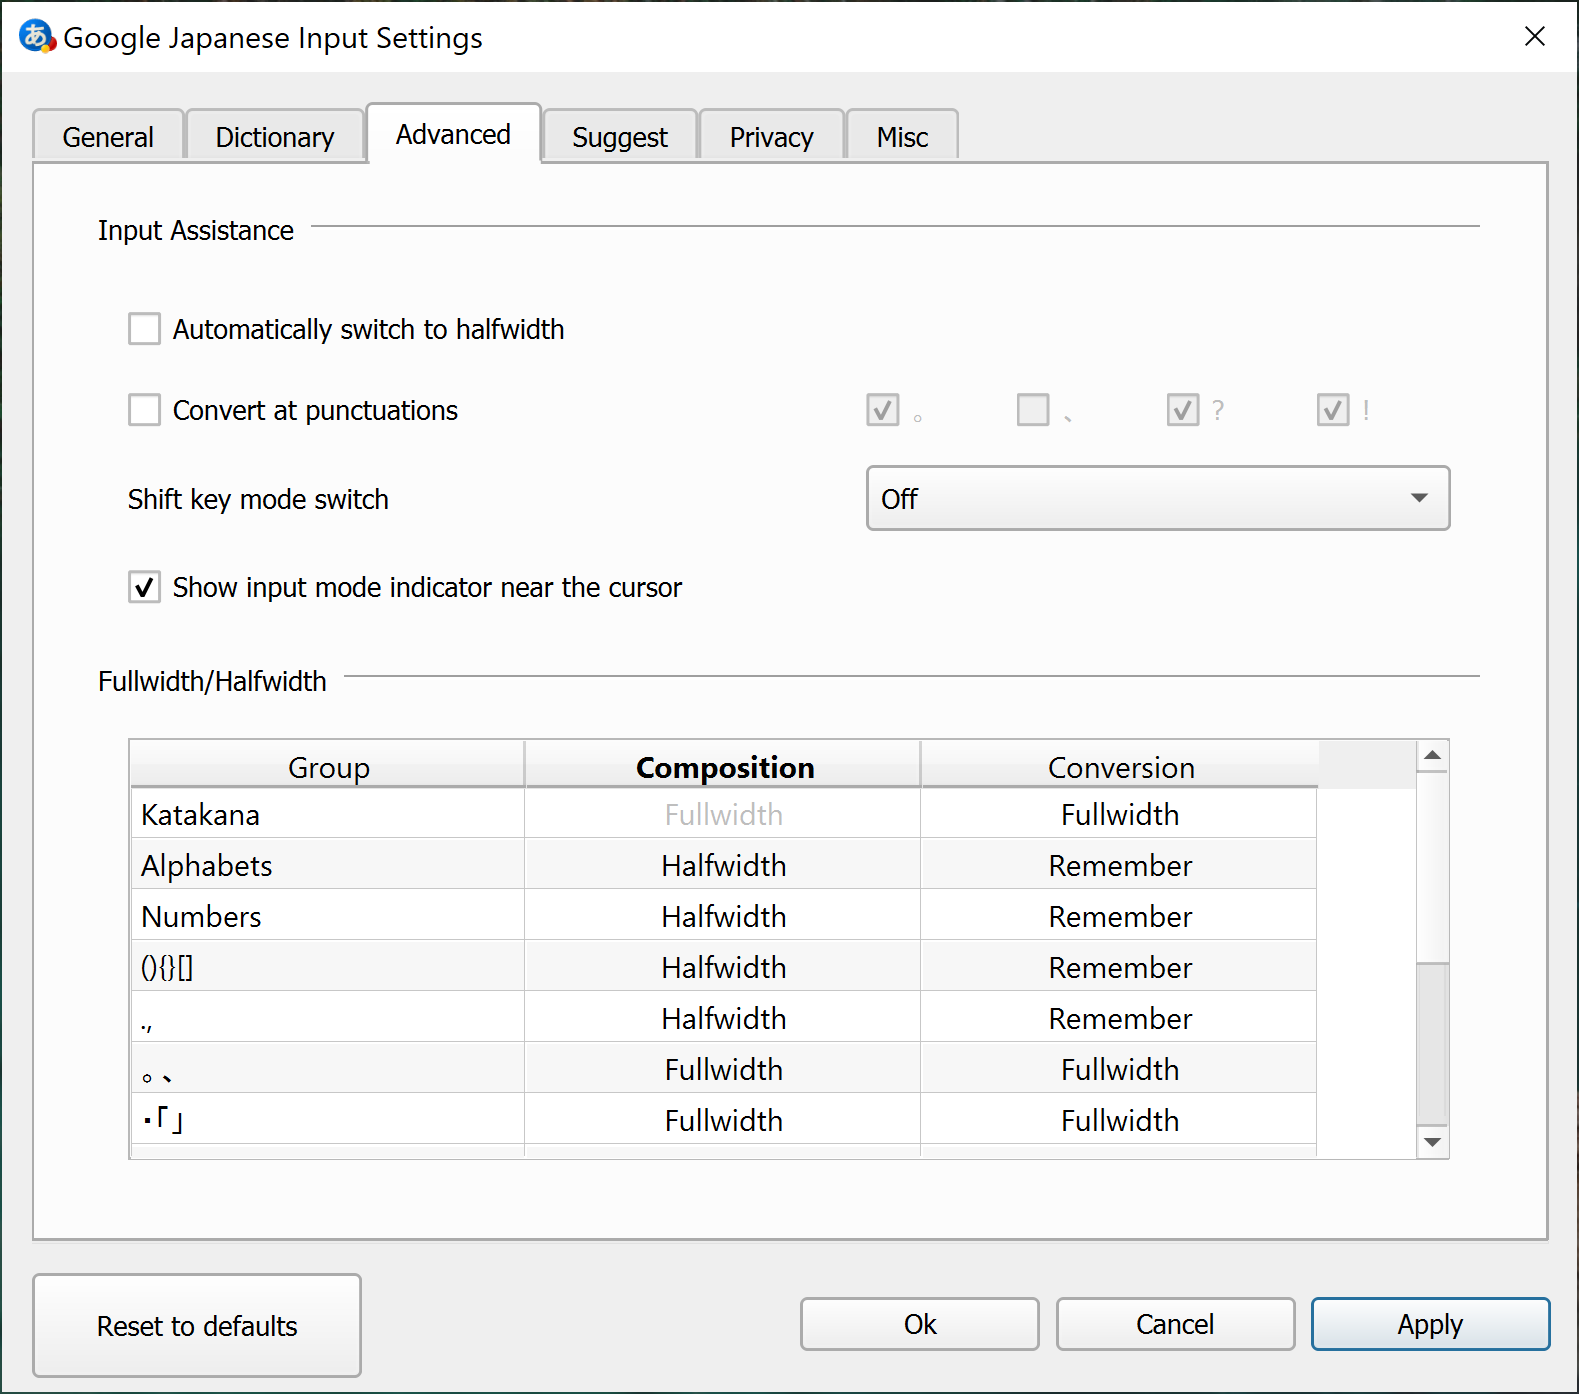 あ Google Japanese Input Settings
General Dictionary Advanced Suggest Privacy Misc
Input Assistance
Automatically switch to halfwidth
Convert at punctuations 。 、 ? !
Shift key mode switch Off
Show input mode indicator near the cursor
Fullwidth/Halfwidth
Group Composition Conversion
Katakana Fullwidth Fullwidth
Alphabets Halfwidth Remember
Numbers Halfwidth Remember
(){}[] Halfwidth Remember
., Halfwidth Remember
。、 Fullwidth Fullwidth
・「」 Fullwidth Fullwidth
Reset to defaults Ok Cancel Apply